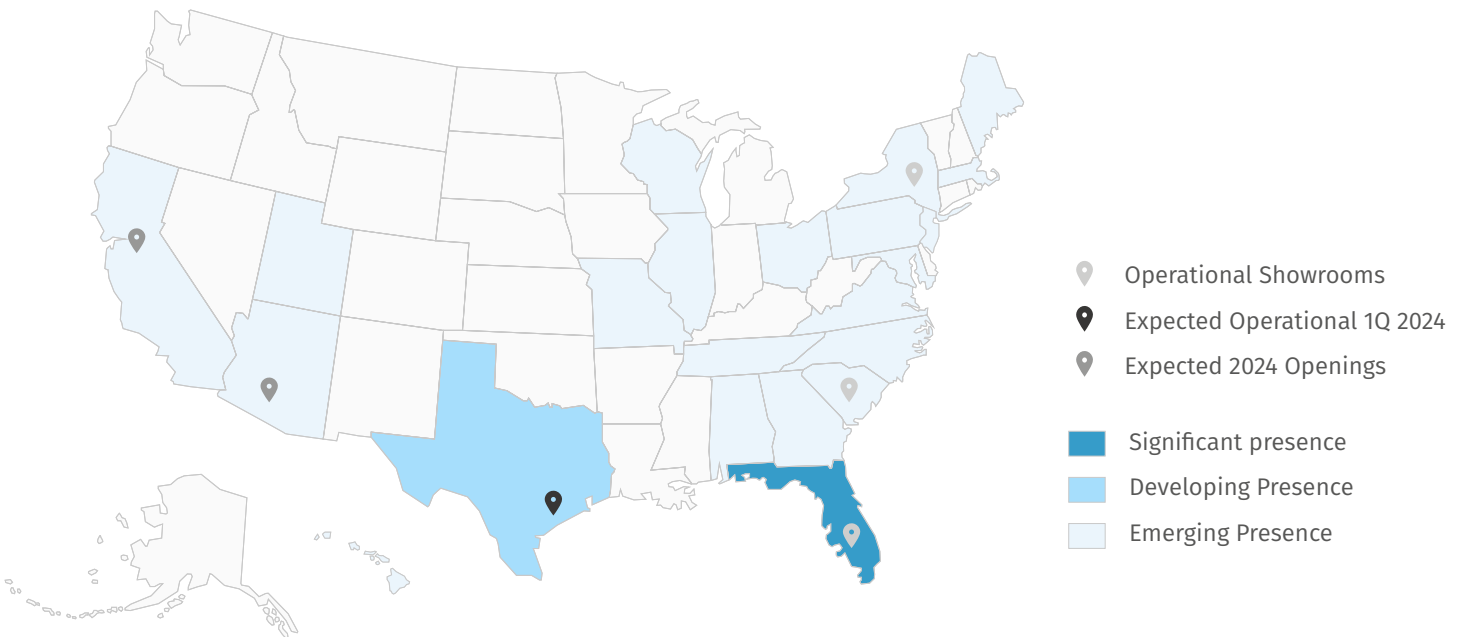 Operational Showrooms
Expected Operational 1Q 2024
Expected 2024 Openings
Significant presence
Developing Presence
Emerging Presence